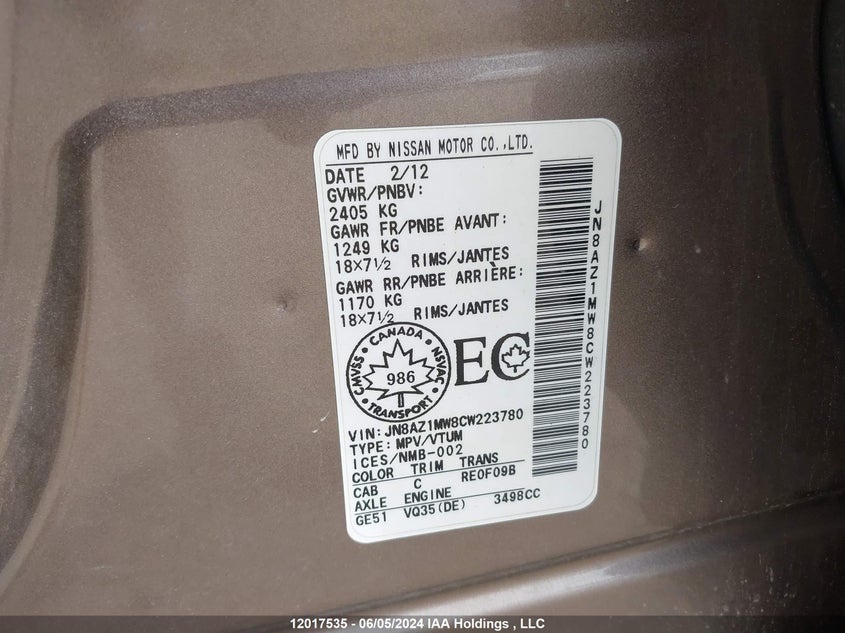 MFD BY NISSAN MOTOR CO.,LTD.
DATE 2/12
GVWR/PNBV:
2405 KG
GAWR FR/PNBE AVANT:
1249 KG
18×7½ RIMS/JANTES
GAWR RR/PNBE ARRIÈRE:
1170 KG
18×7½ RIMS/JANTES
CANADA
CMVSS
NSVAC
986
TRANSPORT
EC
VIN: JN8AZ1MW8CW223780
TYPE: MPV/VTUM
ICES/NMB-002
COLOR TRIM TRANS
CAB C RE0F09B
AXLE ENGINE
GE51 VQ35(DE) 3498CC
JN8AZ1MW8CW223780
12017535 - 06/05/2024 IAA Holdings , LLC